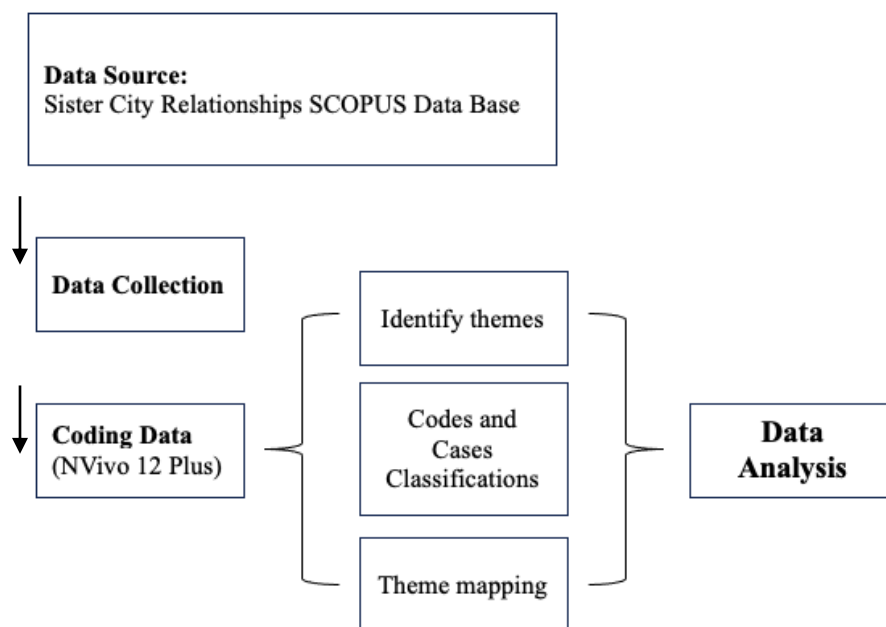 Data Source:
Sister City Relationships SCOPUS Data Base
Data Collection
Coding Data
(NVivo 12 Plus)
Identify themes
Codes and
Cases
Classifications
Theme mapping
Data
Analysis